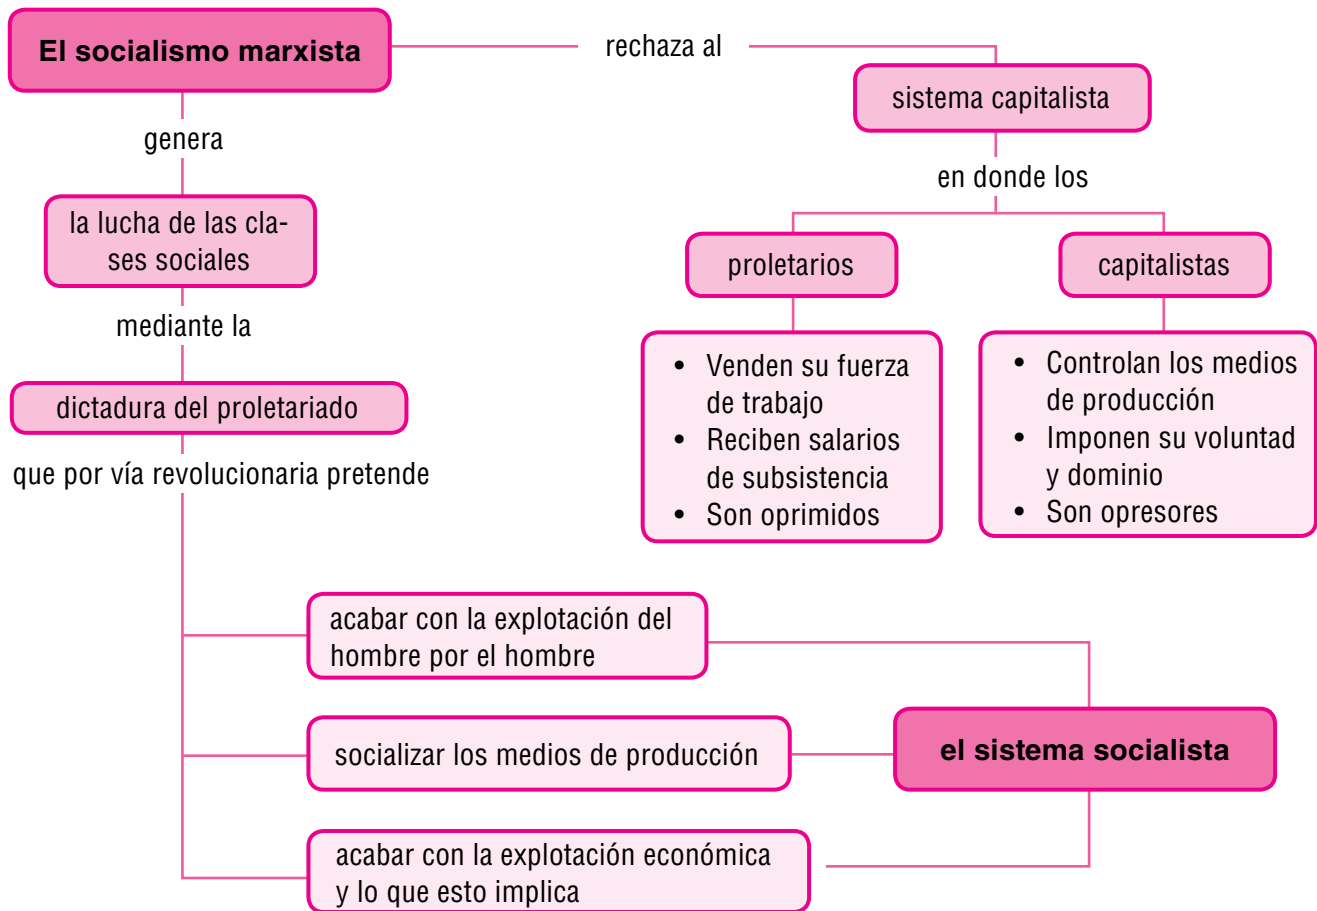 El socialismo marxista
rechaza al
sistema capitalista
genera
en donde los
la lucha de las cla-
ses sociales
proletarios
capitalistas
mediante la
• Venden su fuerza
de trabajo
• Reciben salarios
de subsistencia
• Son oprimidos
• Controlan los medios
de producción
• Imponen su voluntad
y dominio
• Son opresores
dictadura del proletariado
que por vía revolucionaria pretende
acabar con la explotación del
hombre por el hombre
socializar los medios de producción
el sistema socialista
acabar con la explotación económica
y lo que esto implica